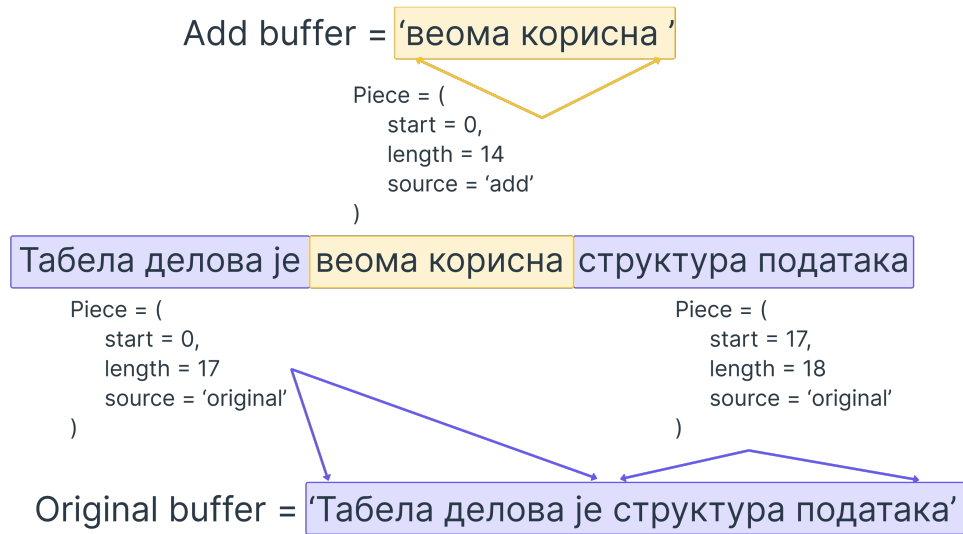 Add buffer = ‘веома корисна ’
Piece = (
start = 0,
length = 14
source = ‘add’
)
Табела делова је веома корисна структура података
Piece = (
start = 0,
length = 17
source = ‘original’
)
Piece = (
start = 17,
length = 18
source = ‘original’
)
Original buffer = ‘Табела делова је структура података’